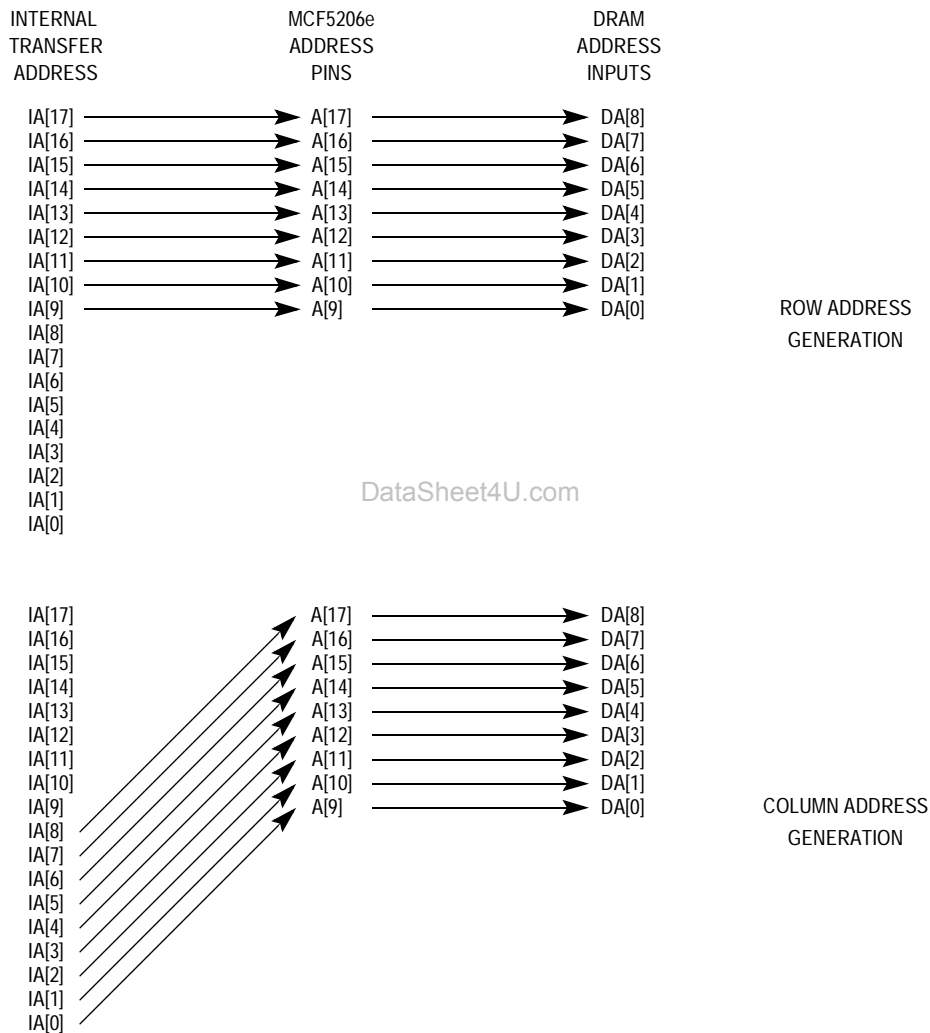 INTERNAL TRANSFER ADDRESS
MCF5206e ADDRESS PINS
DRAM ADDRESS INPUTS
IA[17] A[17] DA[8]
IA[16] A[16] DA[7]
IA[15] A[15] DA[6]
IA[14] A[14] DA[5]
IA[13] A[13] DA[4]
IA[12] A[12] DA[3]
IA[11] A[11] DA[2]
IA[10] A[10] DA[1]
IA[9] A[9] DA[0]
IA[8]
IA[7]
IA[6]
IA[5]
IA[4]
IA[3]
IA[2]
IA[1]
IA[0]
ROW ADDRESS
GENERATION
DataSheet4U.com
IA[17] A[17] DA[8]
IA[16] A[16] DA[7]
IA[15] A[15] DA[6]
IA[14] A[14] DA[5]
IA[13] A[13] DA[4]
IA[12] A[12] DA[3]
IA[11] A[11] DA[2]
IA[10] A[10] DA[1]
IA[9] A[9] DA[0]
IA[8]
IA[7]
IA[6]
IA[5]
IA[4]
IA[3]
IA[2]
IA[1]
IA[0]
COLUMN ADDRESS
GENERATION